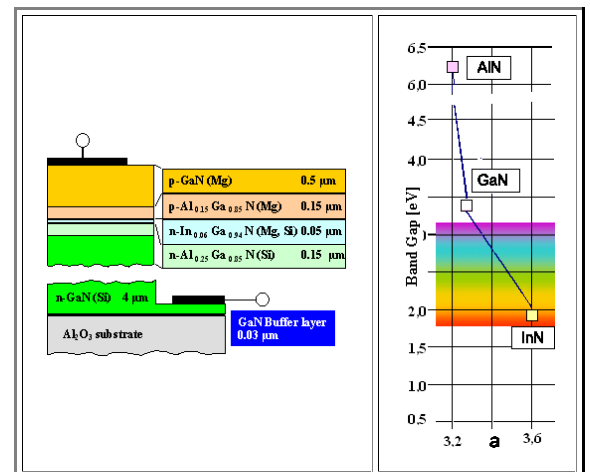 p-GaN (Mg) 0.5 μm
p-Al0.15 Ga0.85 N (Mg) 0.15 μm
n-In0.06 Ga0.94 N (Mg, Si) 0.05 μm
n-Al0.25 Ga0.85 N (Si) 0.15 μm
n-GaN (Si) 4 μm
Al2O3 substrate
GaN Buffer layer
0.03 μm
6.5
6.0
4.5
4.0
3.5
0
2.0
1.5
1.0
0.5
Band Gap [eV]
AlN
GaN
InN
3.2 a 3,6